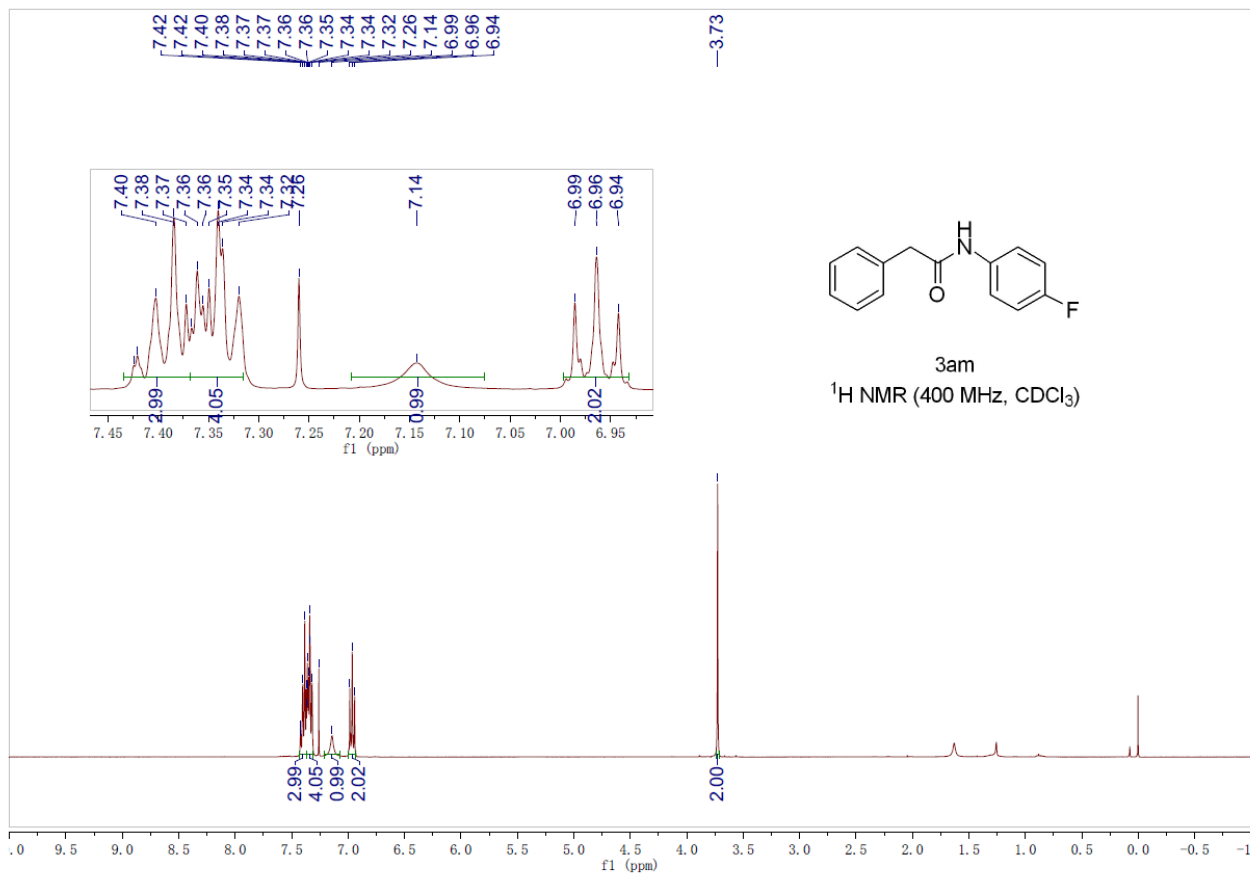 7.42 7.42 7.40 7.38 7.37 7.37 7.36 7.36 7.35 7.34 7.34 7.32 7.26 7.14 6.99 6.96 6.94
3.73
7.40 7.38 7.37 7.36 7.36 7.35 7.34 7.34 7.32 7.26
7.14
6.99 6.96 6.94
2.99 4.05 0.99 2.02
7.45 7.40 7.35 7.30 7.25 7.20 7.15 7.10 7.05 7.00 6.95
f1 (ppm)
H
N
O
F
3am
¹H NMR (400 MHz, CDCl₃)
2.99 4.05 0.99 2.02
2.00
.0 9.5 9.0 8.5 8.0 7.5 7.0 6.5 6.0 5.5 5.0 4.5 4.0 3.5 3.0 2.5 2.0 1.5 1.0 0.5 0.0 -0.5 -1
f1 (ppm)